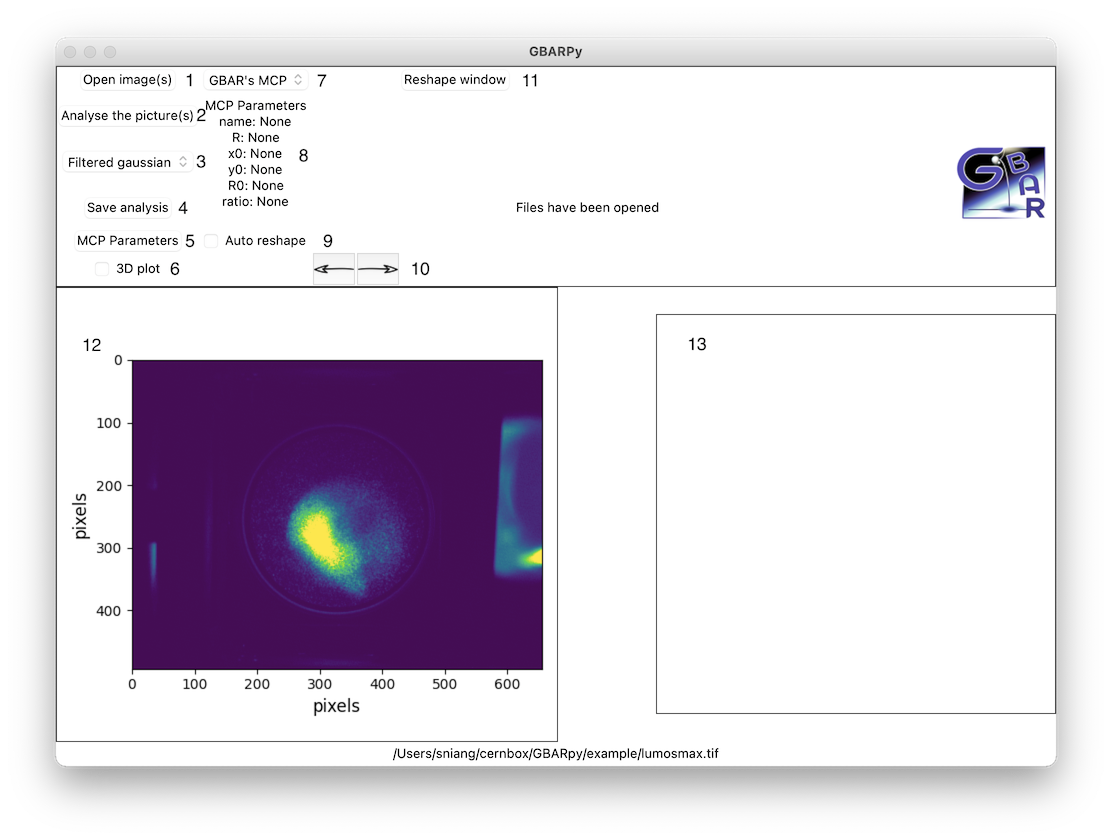 GBARPy
Open image(s) 1 GBAR's MCP 7 Reshape window 11
Analyse the picture(s) 2
MCP Parameters
name: None
R: None
x0: None
y0: None
R0: None
ratio: None
8
Filtered gaussian 3
Save analysis 4
Files have been opened
GBAR
MCP Parameters 5 Auto reshape 9
3D plot 6 10
12
0
100
200
300
400
pixels
0 100 200 300 400 500 600
pixels
13
/Users/sniang/cernbox/GBARpy/example/lumosmax.tif